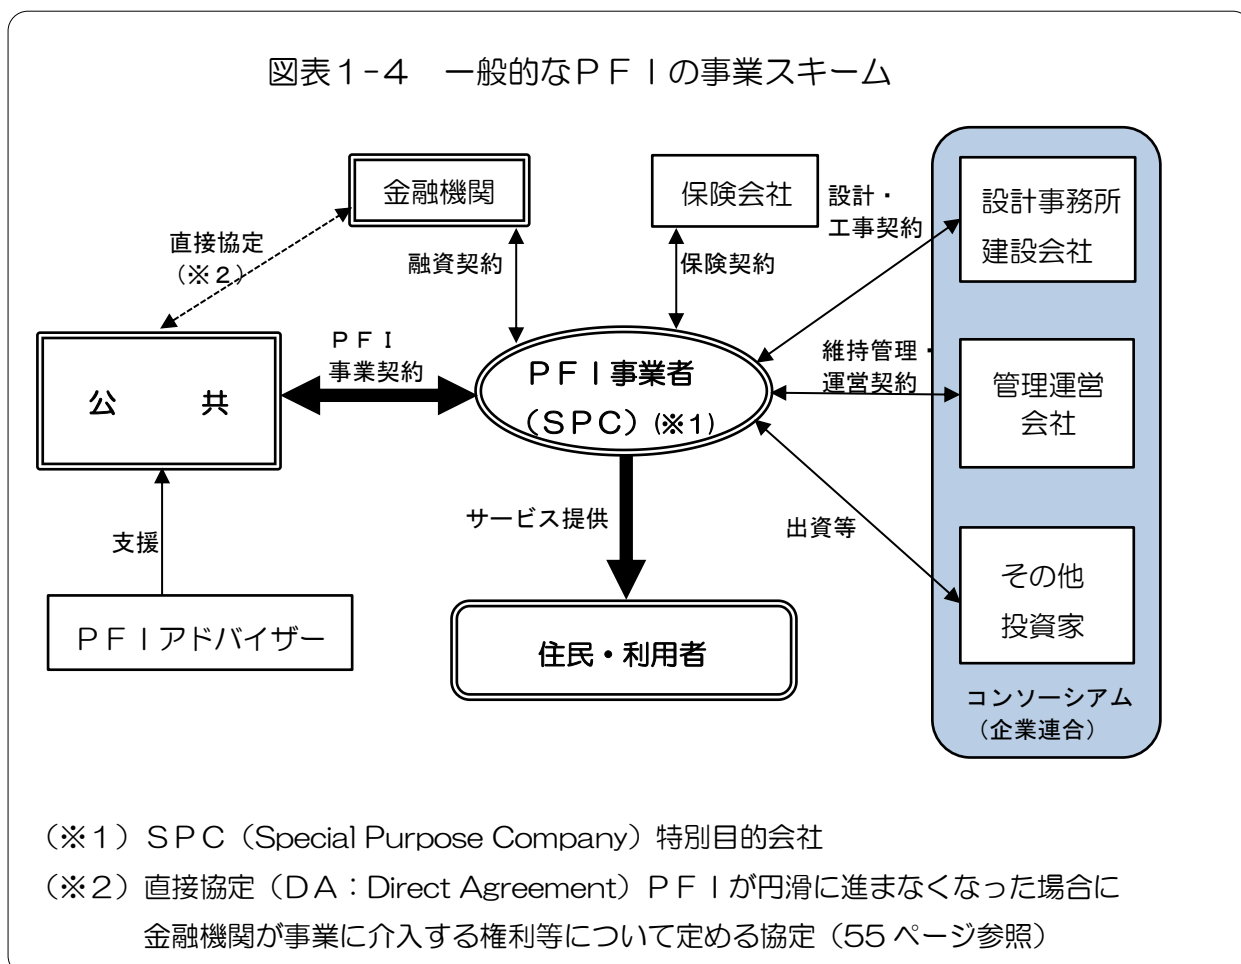 図表１-４　一般的なＰＦＩの事業スキーム
金融機関
保険会社
設計・
工事契約
設計事務所
建設会社
直接協定
（※２）
融資契約
保険契約
ＰＦＩ
事業契約
公　共
ＰＦＩ事業者
（ＳＰＣ）（※１）
維持管理・
運営契約
管理運営
会社
サービス提供
出資等
支援
その他
投資家
ＰＦＩアドバイザー
住民・利用者
コンソーシアム
（企業連合）
（※１）ＳＰＣ（Special Purpose Company）特別目的会社
（※２）直接協定（ＤＡ：Direct Agreement）ＰＦＩが円滑に進まなくなった場合に
金融機関が事業に介入する権利等について定める協定（55 ページ参照）